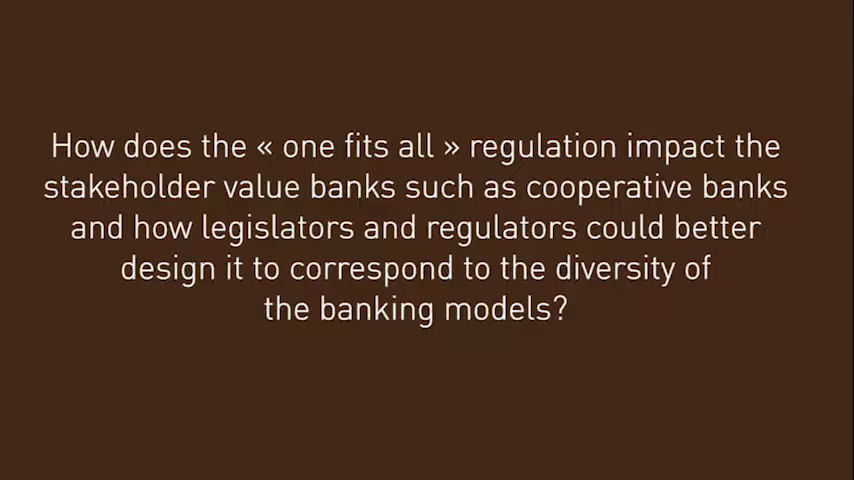 How does the « one fits all » regulation impact the
stakeholder value banks such as cooperative banks
and how legislators and regulators could better
design it to correspond to the diversity of
the banking models?